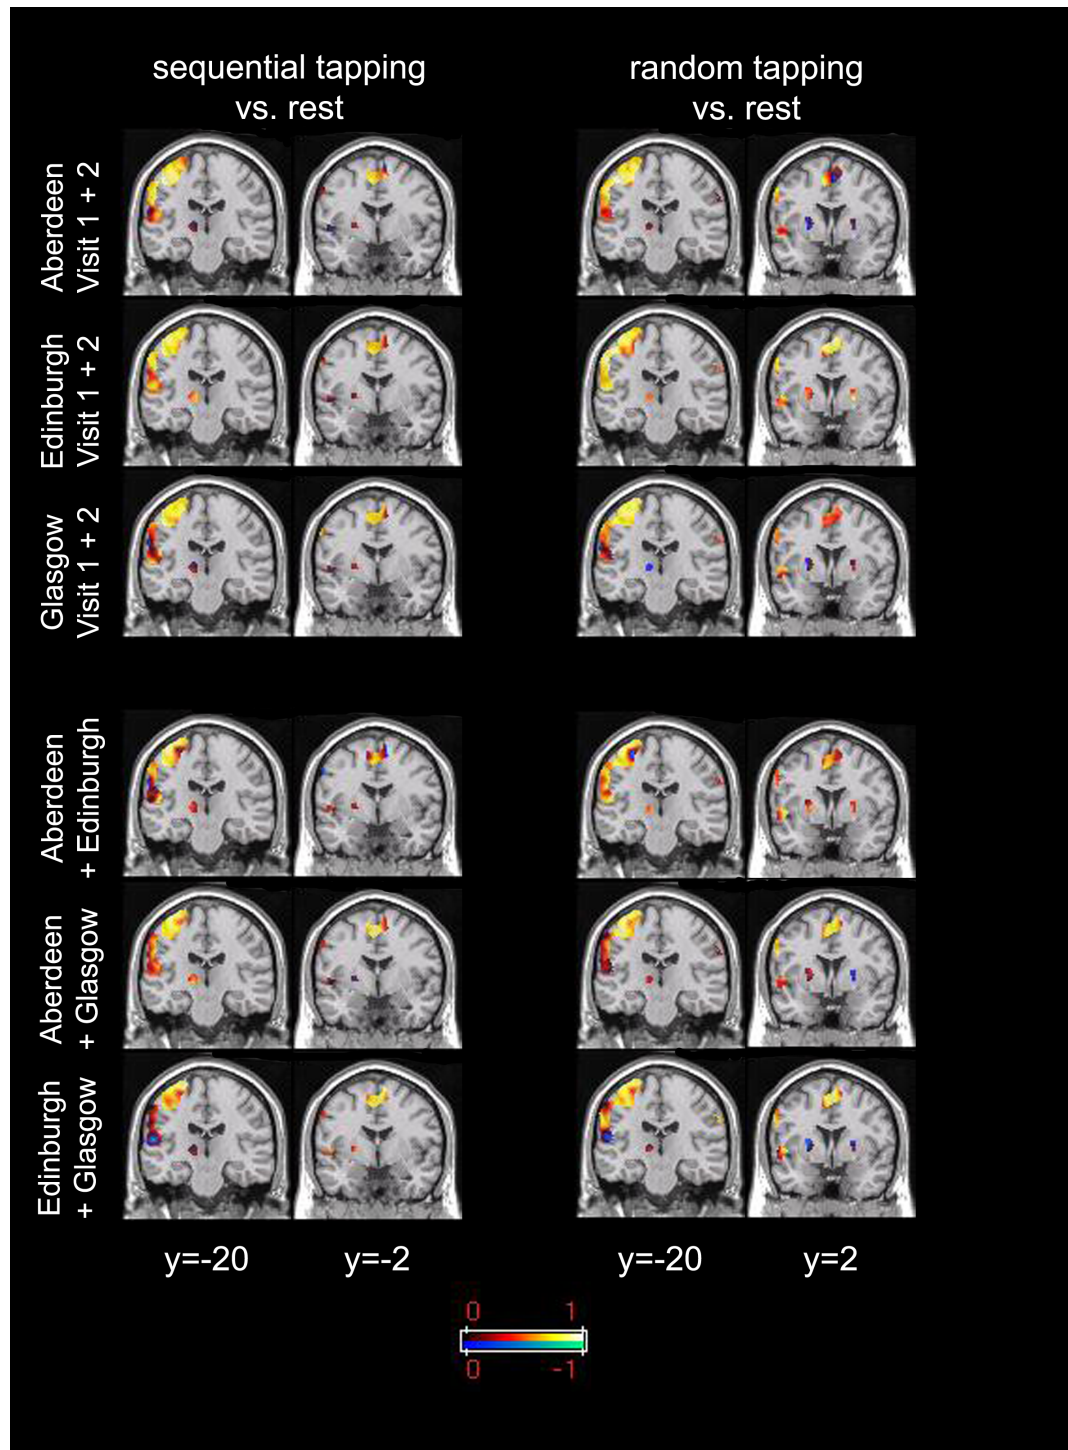 sequential tapping
vs. rest
random tapping
vs. rest
Aberdeen
Visit 1 + 2
Edinburgh
Visit 1 + 2
Glasgow
Visit 1 + 2
Aberdeen
+ Edinburgh
Aberdeen
+ Glasgow
Edinburgh
+ Glasgow
y=-20
y=-2
y=-20
y=2
0 1
0 -1